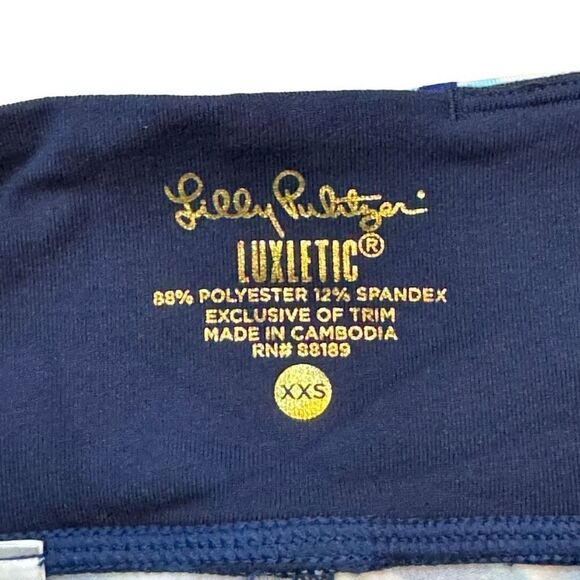 Lilly Pulitzer
LUXLETIC®
88% POLYESTER 12% SPANDEX
EXCLUSIVE OF TRIM
MADE IN CAMBODIA
RN# 88189
XXS